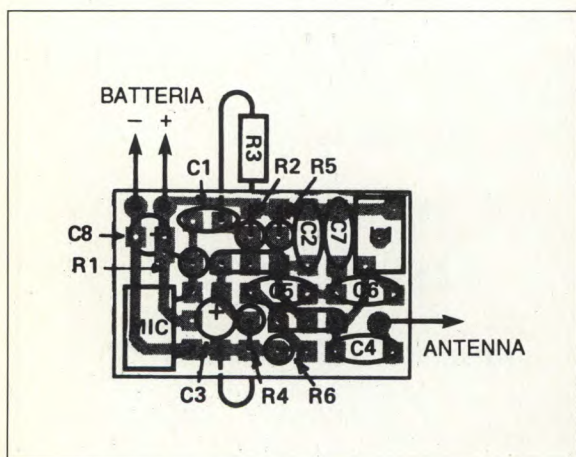 BATTERIA
− +
R3
C1
R2 R5
C8
C2
C7
R1
C5
C6
MIC
+
C4
ANTENNA
C3
R4 R6